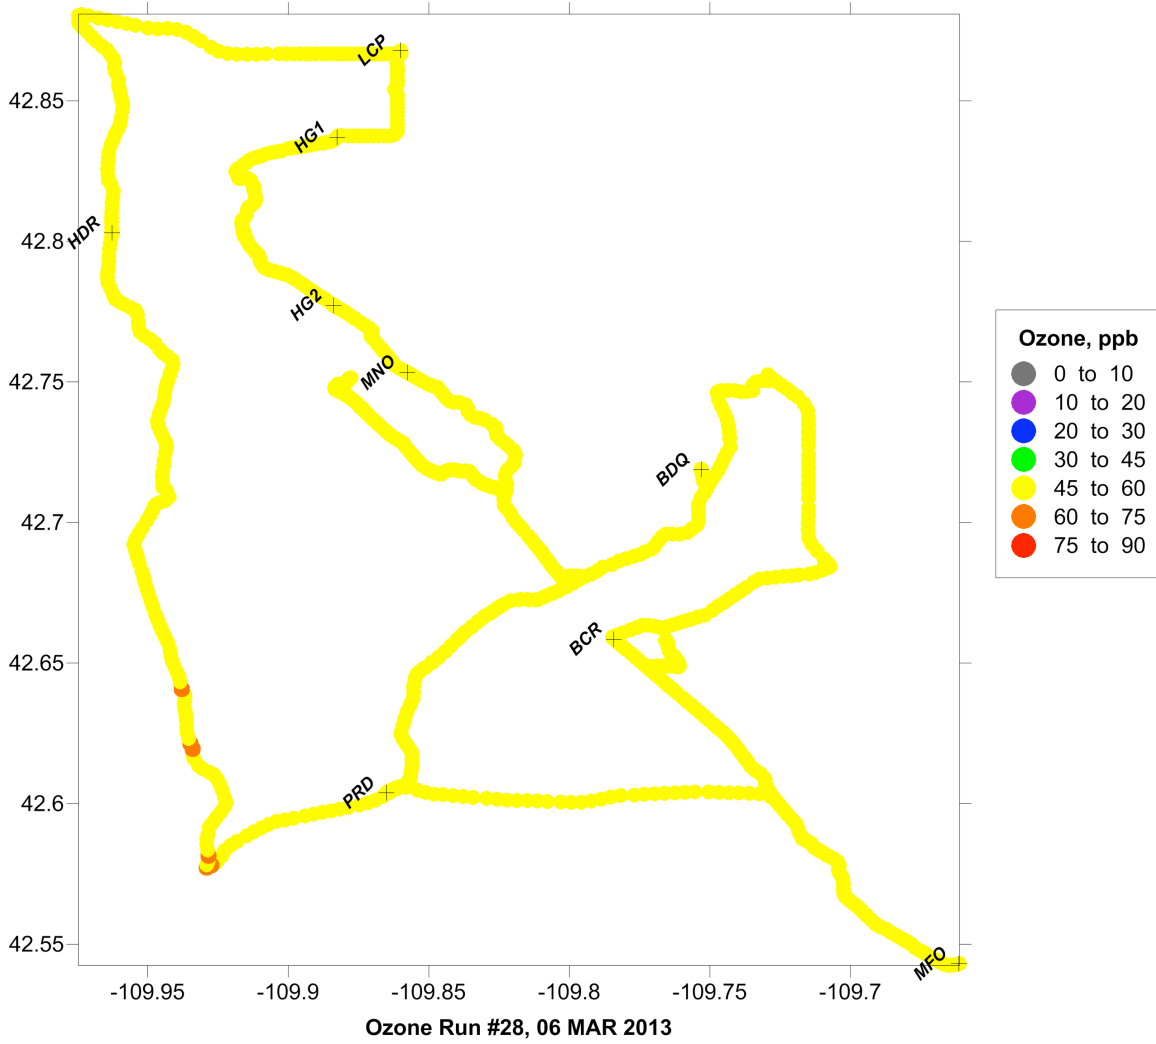 LCP
42.85
HG1
HDR
42.8
HG2
MNO
42.75
BDQ
42.7
BCR
42.65
PRD
42.6
42.55
MFO
-109.95
-109.9
-109.85
-109.8
-109.75
-109.7
Ozone Run #28, 06 MAR 2013
Ozone, ppb
0 to 10
10 to 20
20 to 30
30 to 45
45 to 60
60 to 75
75 to 90